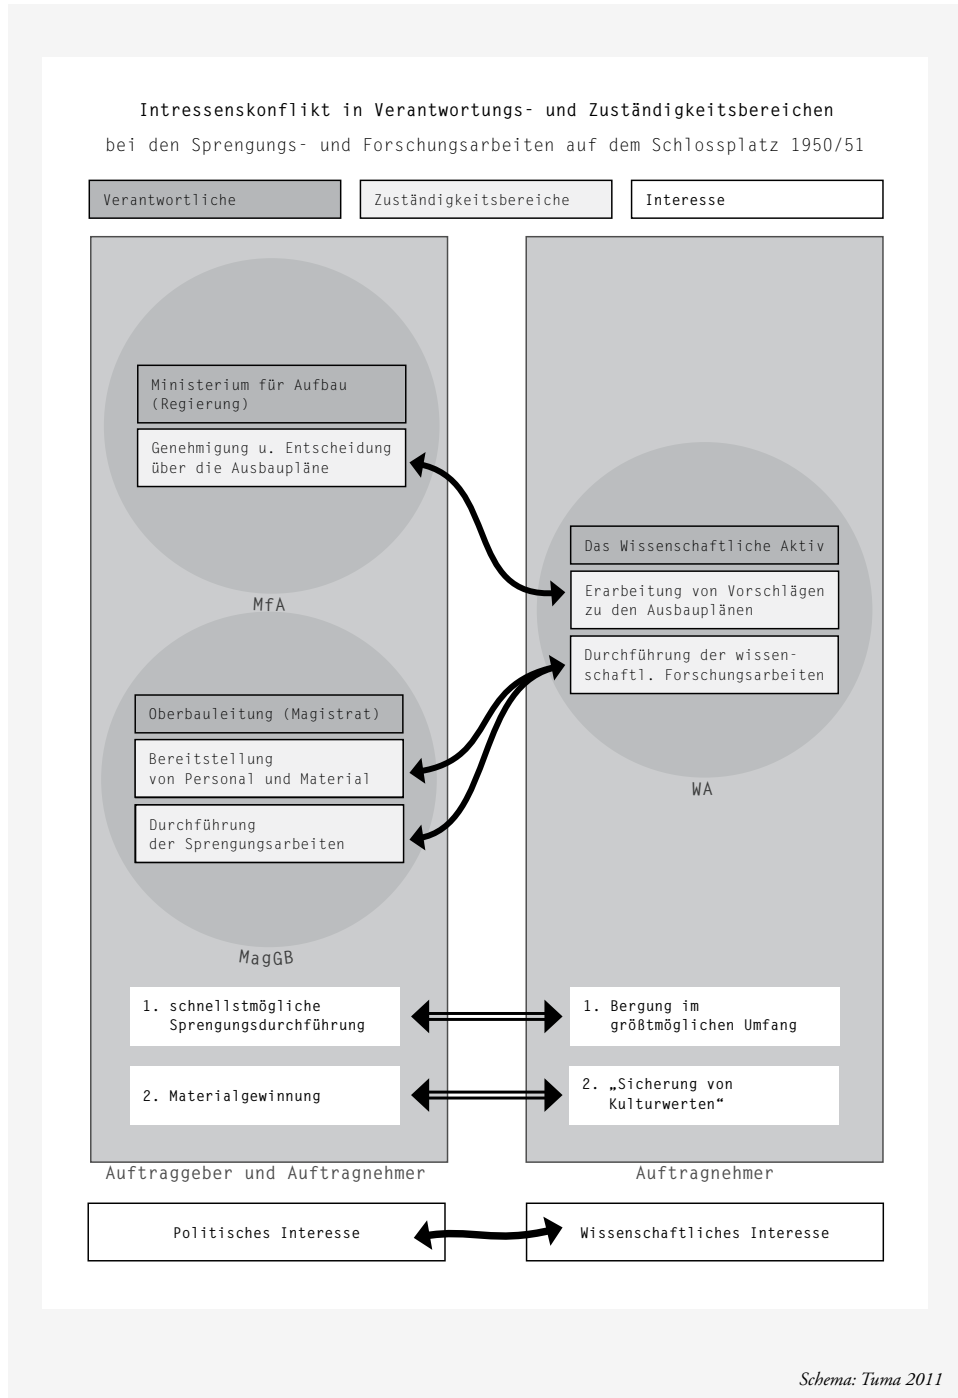 Intressenskonflikt in Verantwortungs- und Zuständigkeitsbereichen
bei den Sprengungs- und Forschungsarbeiten auf dem Schlossplatz 1950/51
Verantwortliche
Zuständigkeitsbereiche
Interesse
Ministerium für Aufbau
(Regierung)
Genehmigung u. Entscheidung
über die Ausbaupläne
MfA
Oberbauleitung (Magistrat)
Bereitstellung
von Personal und Material
Durchführung
der Sprengungsarbeiten
MagGB
1. schnellstmögliche
Sprengungsdurchführung
2. Materialgewinnung
Auftraggeber und Auftragnehmer
Politisches Interesse
Das Wissenschaftliche Aktiv
Erarbeitung von Vorschlägen
zu den Ausbauplänen
Durchführung der wissen-
schaftl. Forschungsarbeiten
WA
1. Bergung im
größtmöglichen Umfang
2. „Sicherung von
Kulturwerten“
Auftragnehmer
Wissenschaftliches Interesse
Schema: Tuma 2011